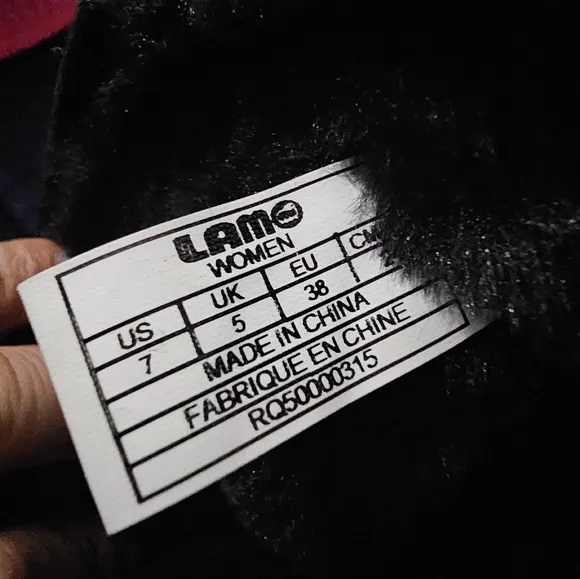 LAMO
WOMEN
US UK EU CM
7 5 38
MADE IN CHINA
FABRIQUE EN CHINE
RQ50000315